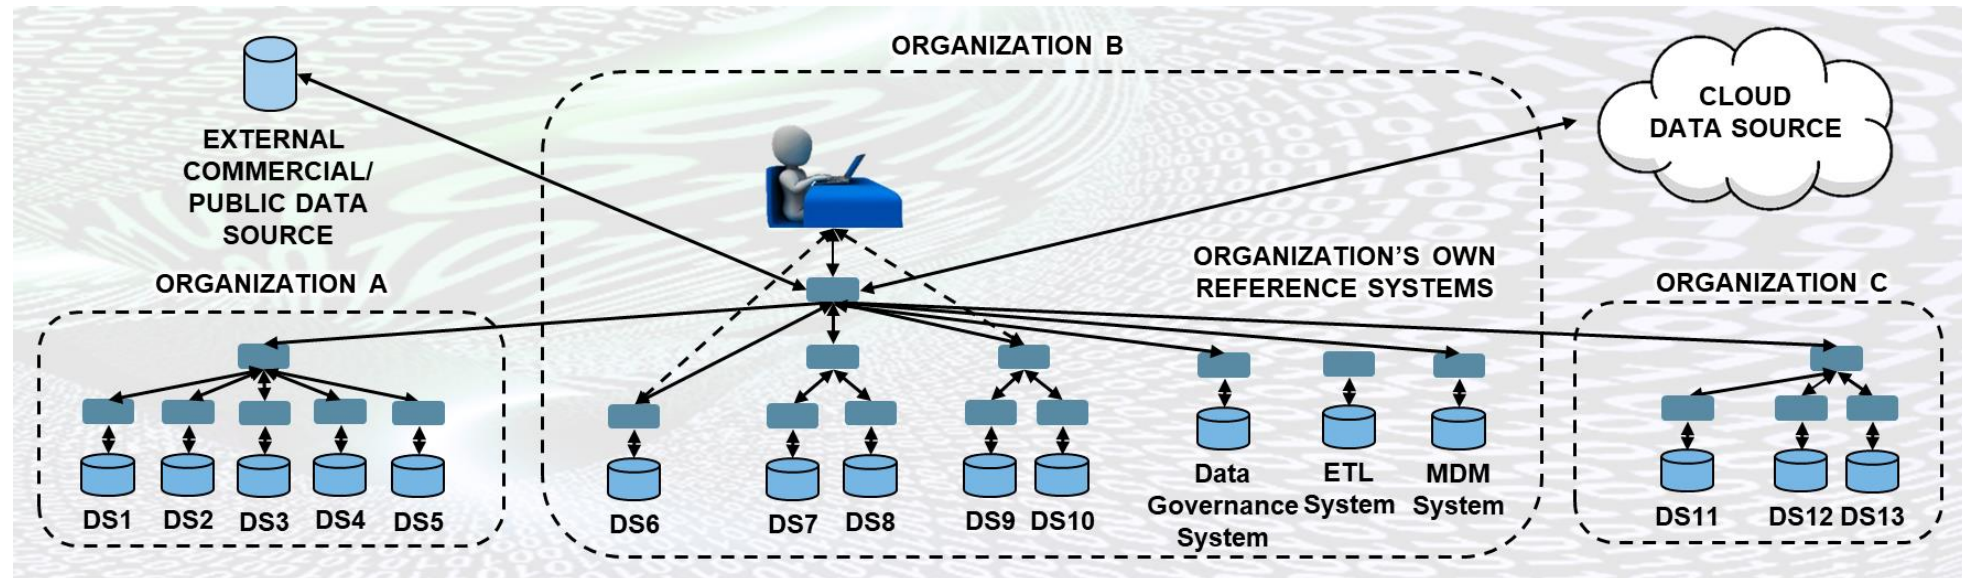 ORGANIZATION B
CLOUD
DATA SOURCE
EXTERNAL
COMMERCIAL/
PUBLIC DATA
SOURCE
ORGANIZATION'S OWN
REFERENCE SYSTEMS
ORGANIZATION A
ORGANIZATION C
DS1 DS2 DS3 DS4 DS5
DS6
DS7 DS8
DS9 DS10
Data
Governance
System
ETL
System
MDM
System
DS11 DS12 DS13